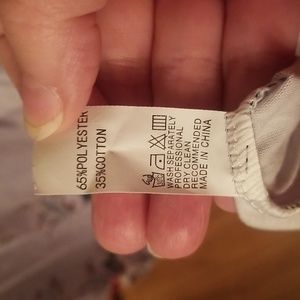 65%POLYESTER
35%COTTON
WASH SEPARATELY
PROFESSIONAL
DRY CLEAN
RECOMMENDED
MADE IN CHINA